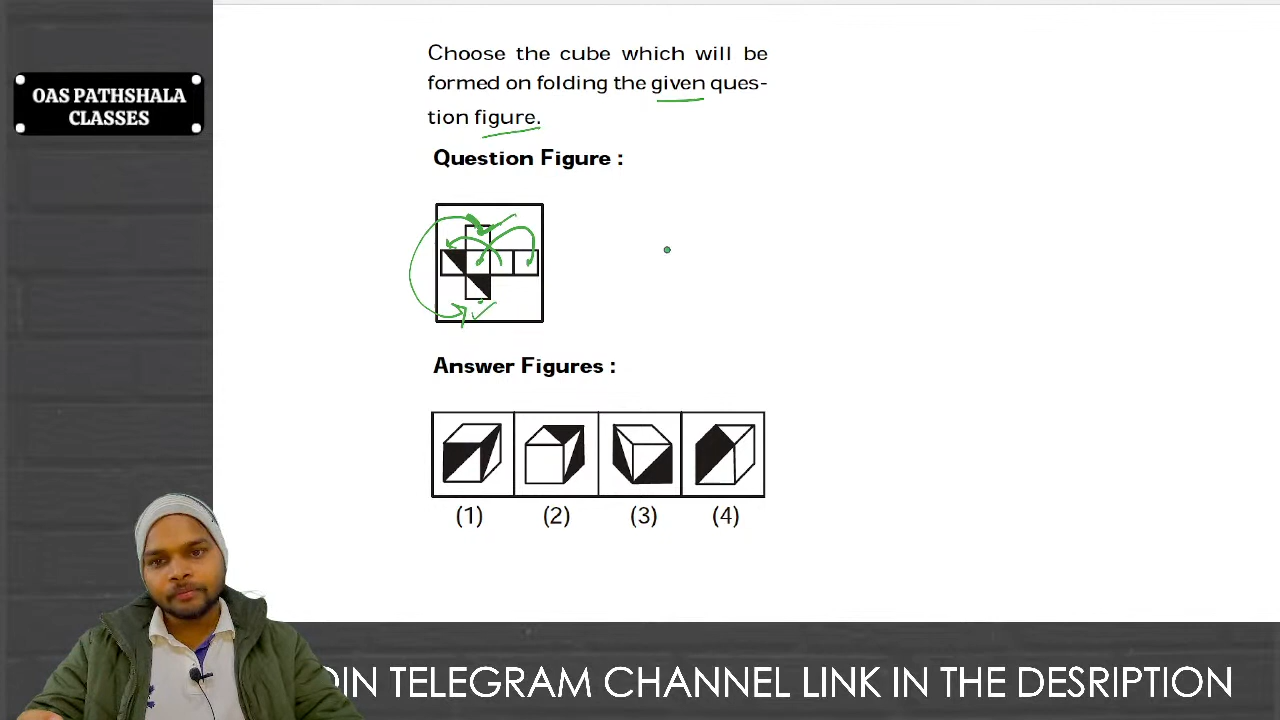 OAS PATHSHALA
CLASSES
Choose the cube which will be
formed on folding the given ques-
tion figure.
Question Figure :
Answer Figures :
(1) (2) (3) (4)
OIN TELEGRAM CHANNEL LINK IN THE DESRIPTION